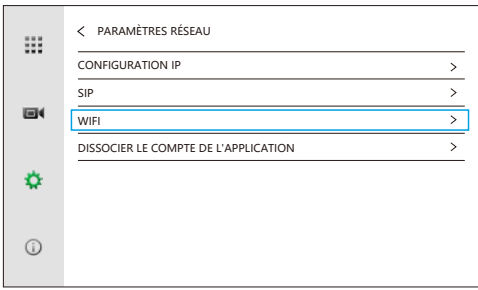 PARAMÈTRES RÉSEAU
CONFIGURATION IP
SIP
WIFI
DISSOCIER LE COMPTE DE L'APPLICATION